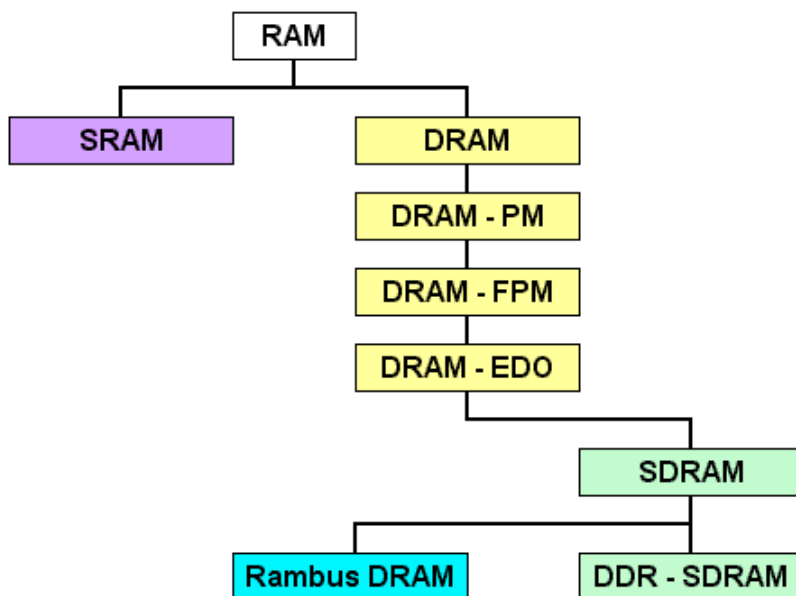 RAM
SRAM
DRAM
DRAM - PM
DRAM - FPM
DRAM - EDO
SDRAM
Rambus DRAM
DDR - SDRAM